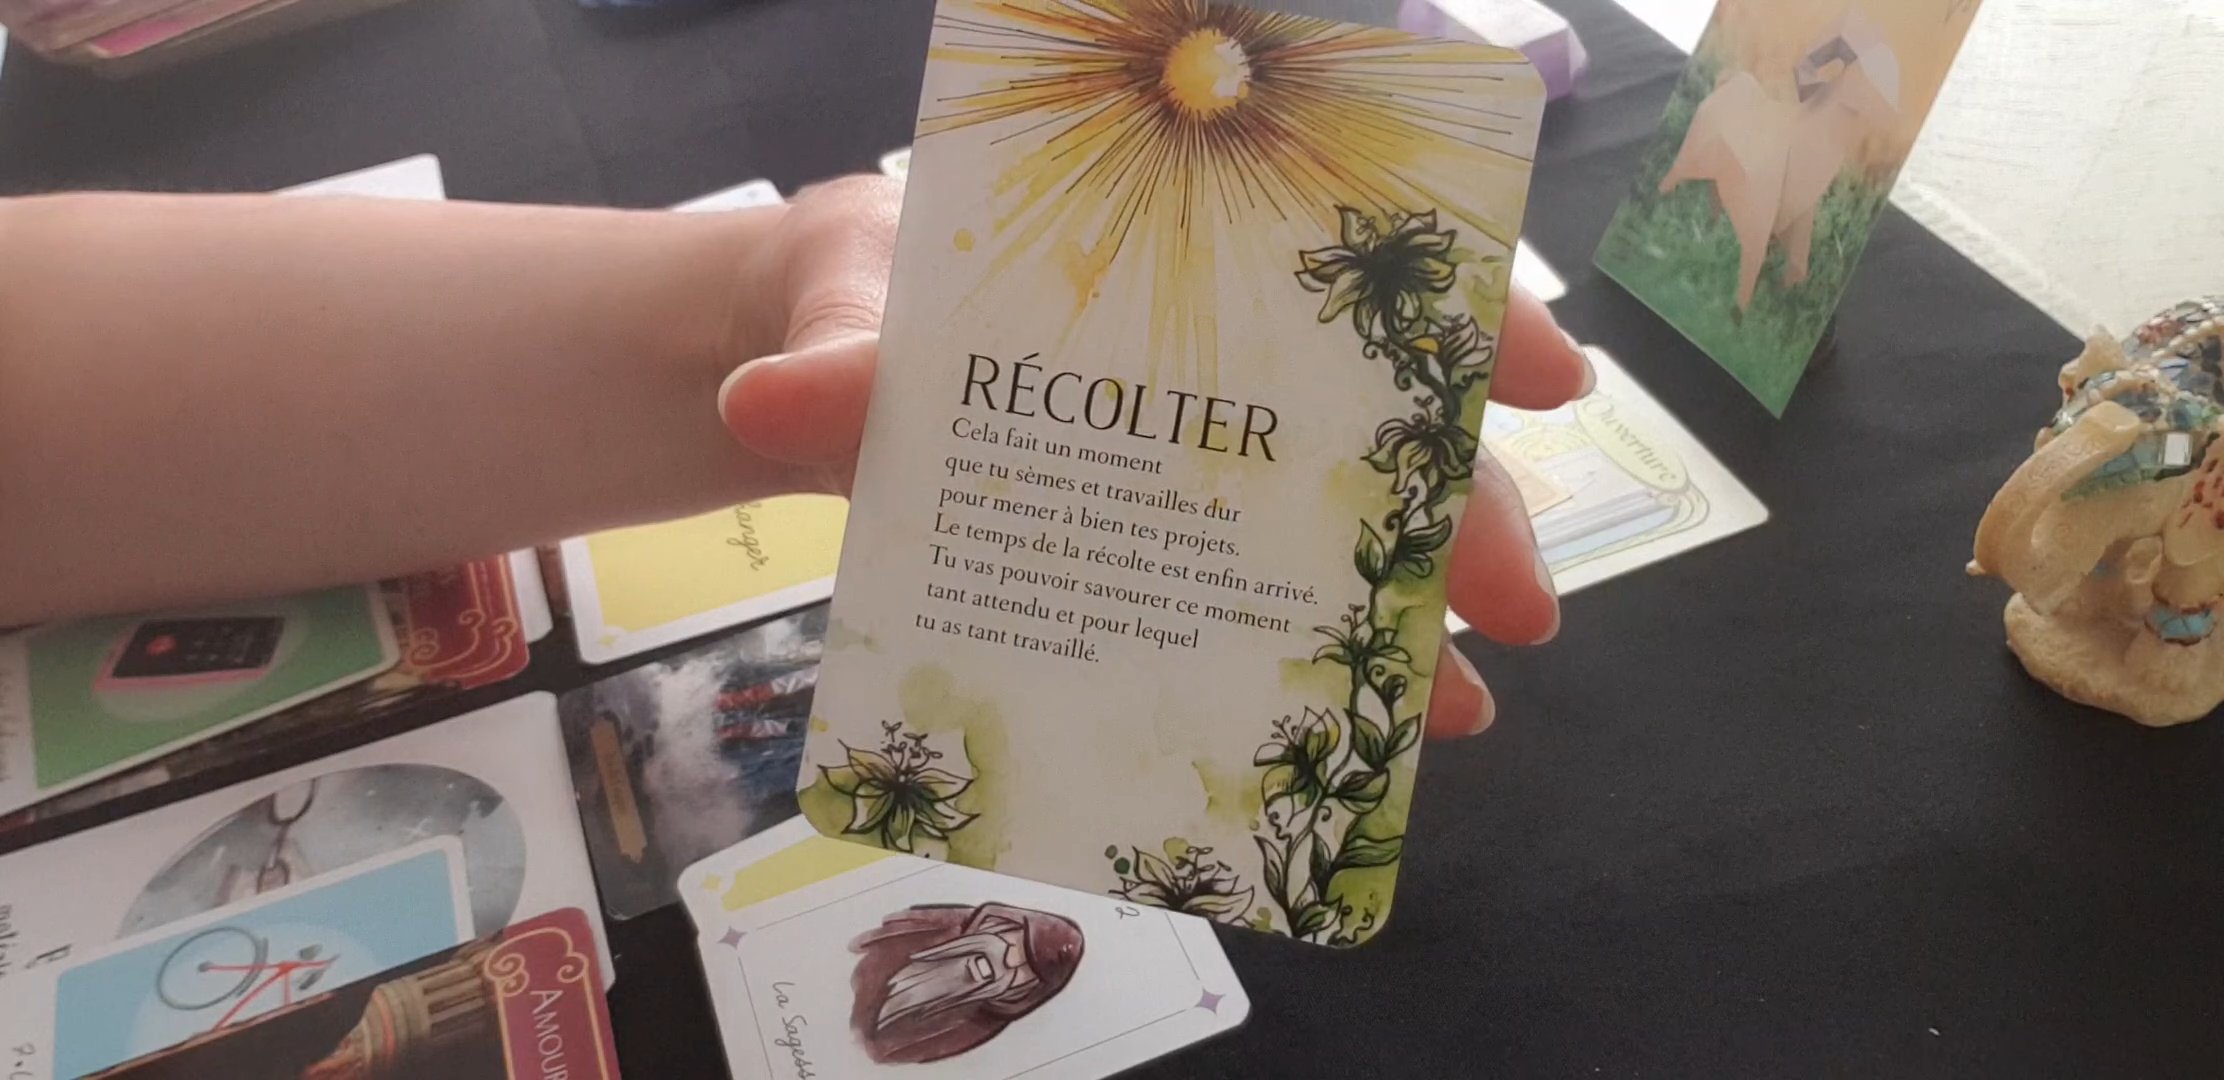 RÉCOLTER
Cela fait un moment
que tu sèmes et travailles dur
pour mener à bien tes projets.
Le temps de la récolte est enfin arrivé.
Tu vas pouvoir savourer ce moment
tant attendu et pour lequel
tu as tant travaillé.
Ouverture
2
La Sagess
AMOUR